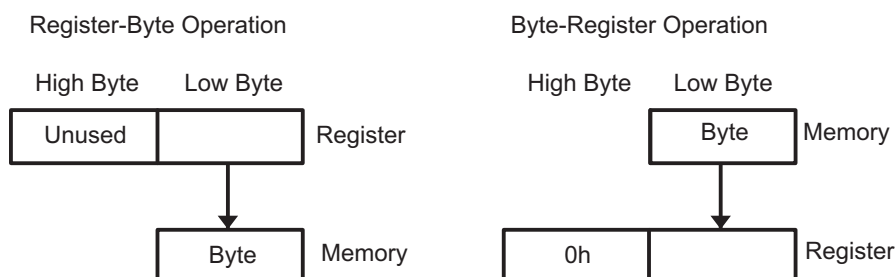 Register-Byte Operation
Byte-Register Operation
High Byte Low Byte
High Byte Low Byte
Unused Register
Byte Memory
Byte Memory
0h Register